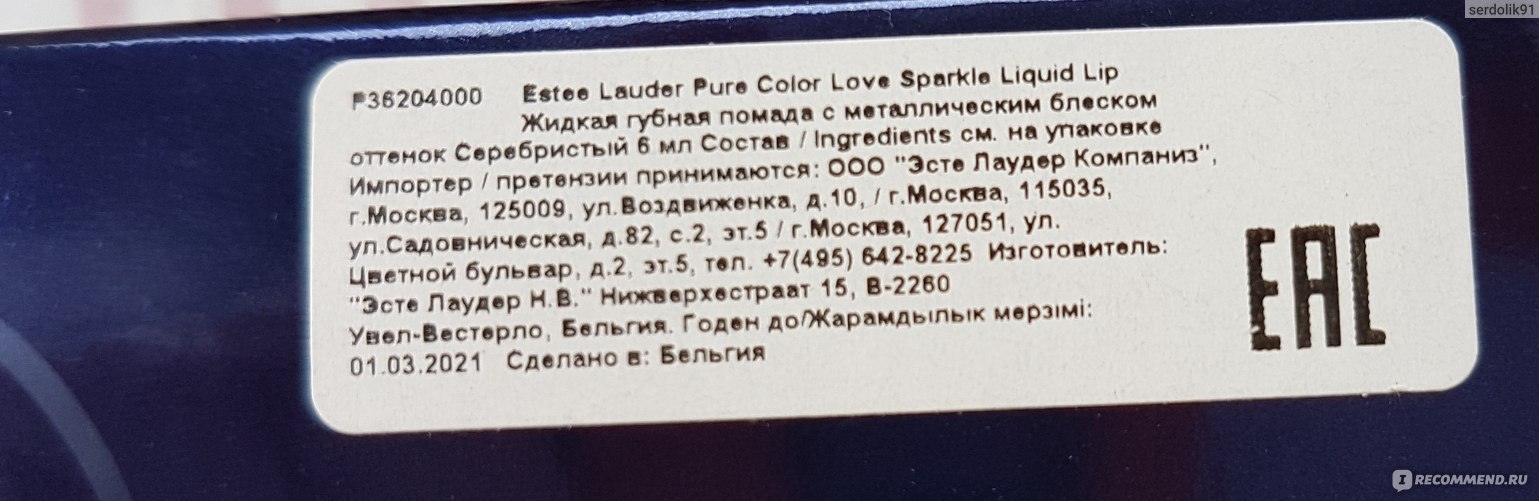 serdolik91
P36204000 Estee Lauder Pure Color Love Sparkle Liquid Lip
Жидкая губная помада с металлическим блеском
оттенок Серебристый 6 мл Состав / Ingredients см. на упаковке
Импортер / претензии принимаются: ООО "Эсте Лаудер Компаниз",
г.Москва, 125009, ул.Воздвиженка, д.10, / г.Москва, 115035,
ул.Садовническая, д.82, с.2, эт.5 / г.Москва, 127051, ул.
Цветной бульвар, д.2, эт.5, тел. +7(495) 642-8225 Изготовитель:
"Эсте Лаудер Н.В." Нижверхестраат 15, В-2260
Увел-Вестерло, Бельгия. Годен до/Жарамдылык мерзімі:
01.03.2021 Сделано в: Бельгия
EAC
IRECOMMEND.RU